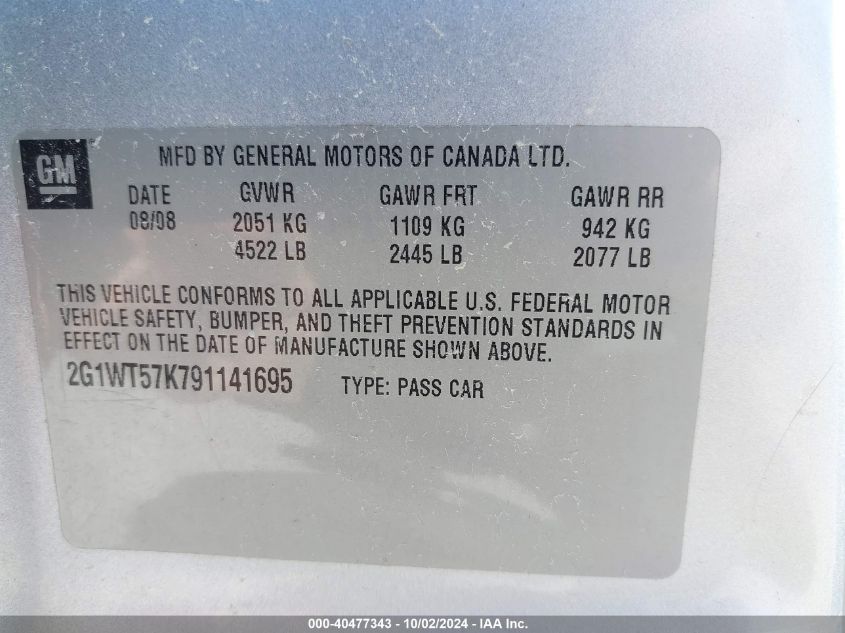 GM
MFD BY GENERAL MOTORS OF CANADA LTD.
DATE GVWR GAWR FRT GAWR RR
08/08 2051 KG 1109 KG 942 KG
4522 LB 2445 LB 2077 LB
THIS VEHICLE CONFORMS TO ALL APPLICABLE U.S. FEDERAL MOTOR
VEHICLE SAFETY, BUMPER, AND THEFT PREVENTION STANDARDS IN
EFFECT ON THE DATE OF MANUFACTURE SHOWN ABOVE.
2G1WT57K791141695 TYPE: PASS CAR
000-40477343 - 10/02/2024 - IAA Inc.